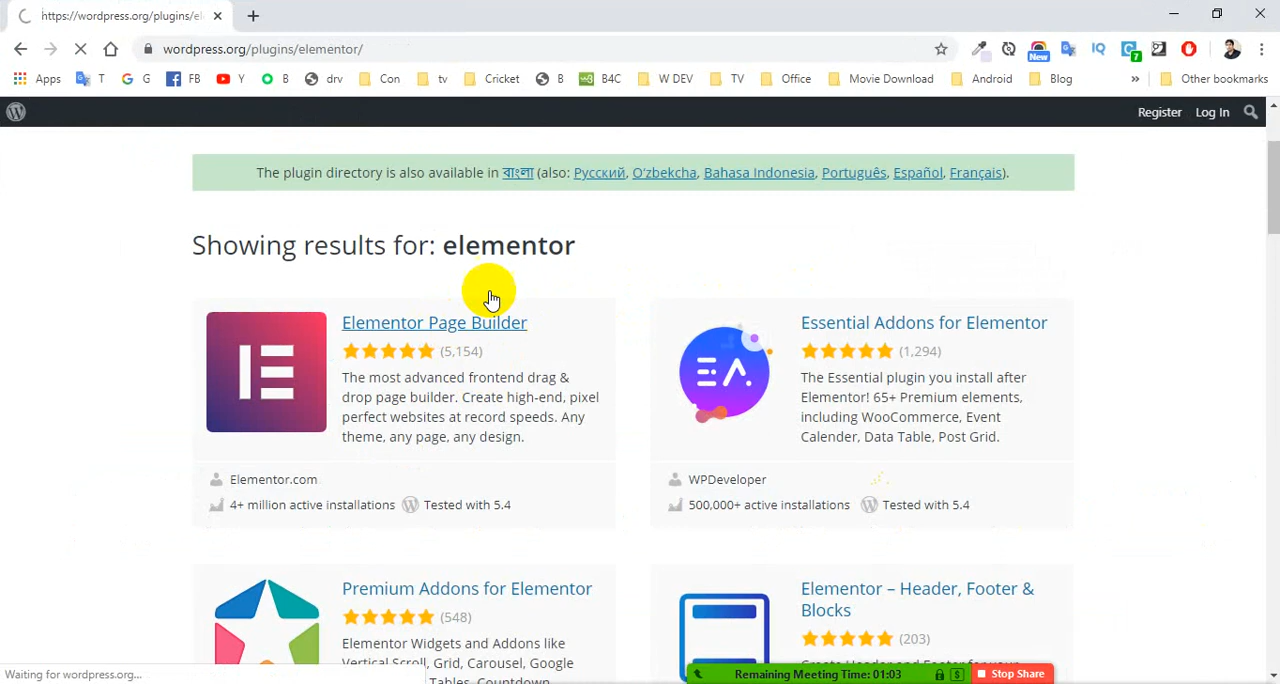 https://wordpress.org/plugins/el
wordpress.org/plugins/elementor/
New
7
Apps T G FB YouTube B drv Con tv Cricket B B4C W DEV TV Office Movie Download Android Blog » Other bookmarks
Register Log In
The plugin directory is also available in বাংলা (also: Русский, O'zbekcha, Bahasa Indonesia, Português, Español, Français).
Showing results for: elementor
Elementor Page Builder
(5,154)
The most advanced frontend drag &
drop page builder. Create high-end, pixel
perfect websites at record speeds. Any
theme, any page, any design.
Elementor.com
4+ million active installations Tested with 5.4
Essential Addons for Elementor
(1,294)
The Essential plugin you install after
Elementor! 65+ Premium elements,
including WooCommerce, Event
Calender, Data Table, Post Grid.
WPDeveloper
500,000+ active installations Tested with 5.4
Premium Addons for Elementor
(548)
Elementor Widgets and Addons like
Vertical Scroll, Grid, Carousel, Google
Tables, Countdown
Elementor – Header, Footer &
Blocks
(203)
Waiting for wordpress.org...
Remaining Meeting Time: 01:03 Stop Share